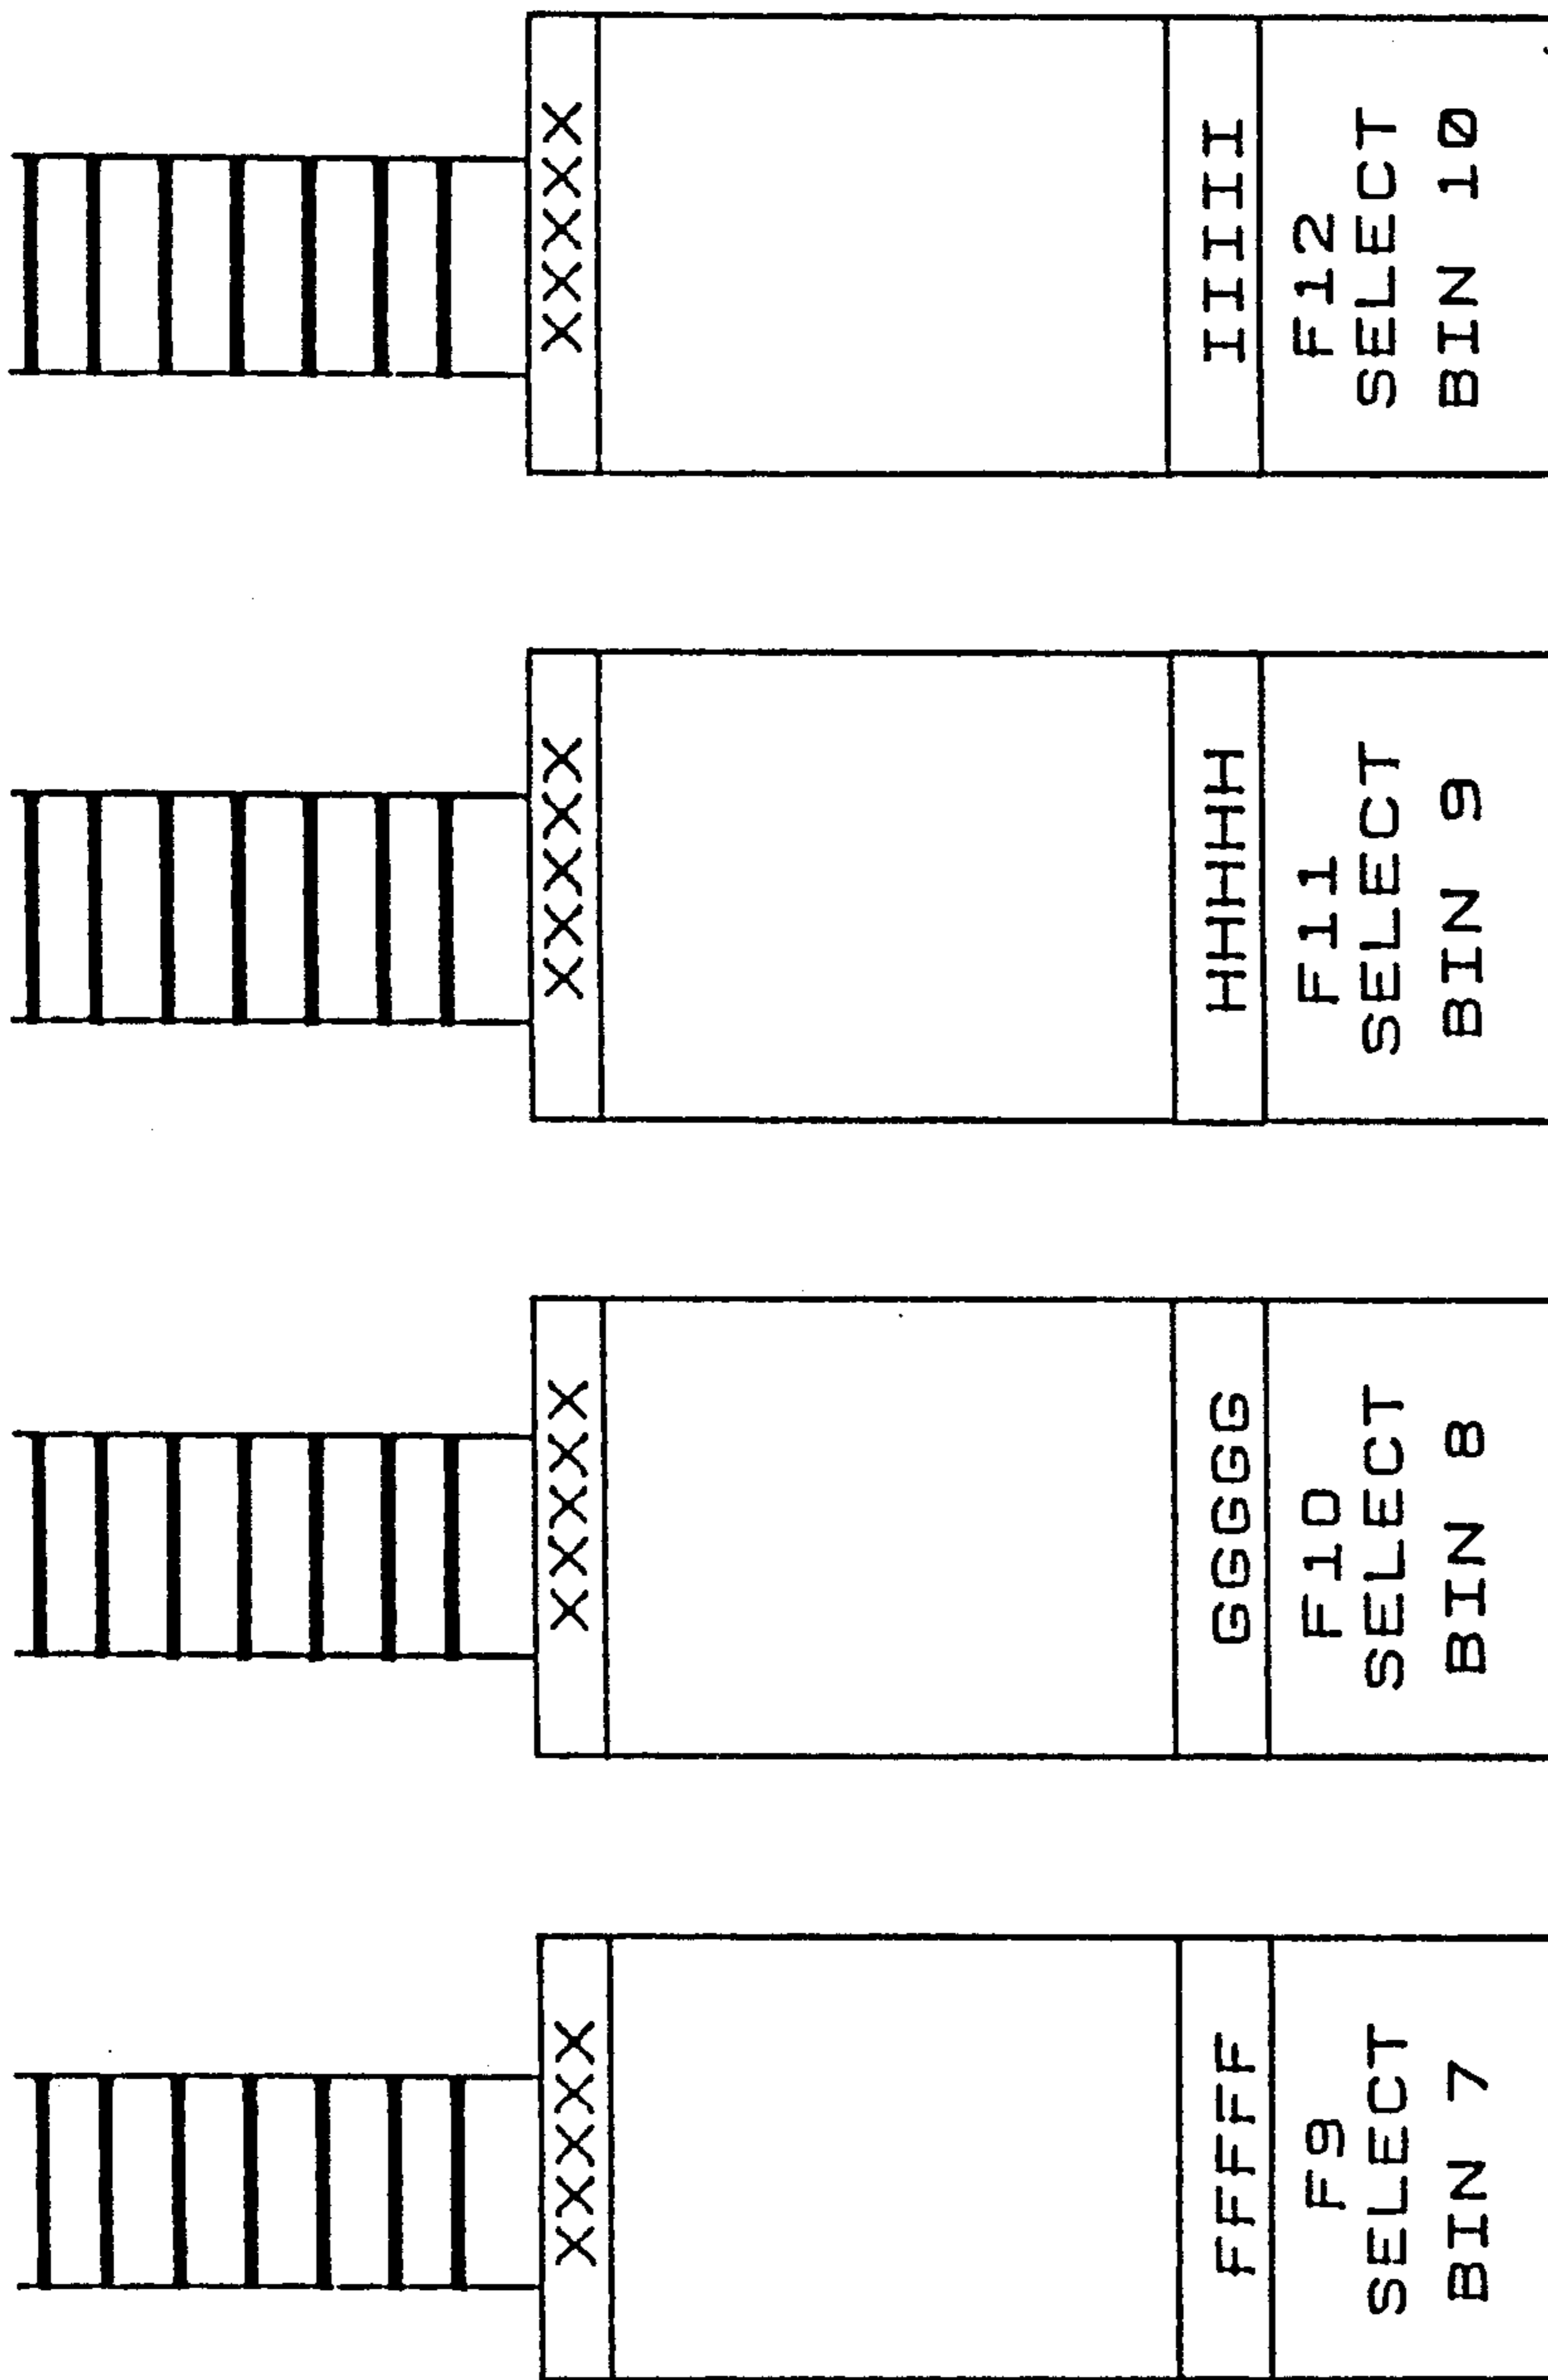 XXXXX
FFFFF
F9
SELECT
BIN 7
XXXXX
GGGGG
F10
SELECT
BIN 8
XXXXX
HHHHH
F11
SELECT
BIN 9
XXXXX
IIIII
F12
SELECT
BIN 10